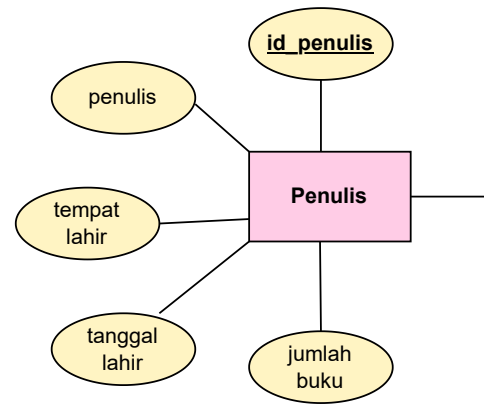 id_penulis
penulis
Penulis
tempat
lahir
tanggal
lahir
jumlah
buku